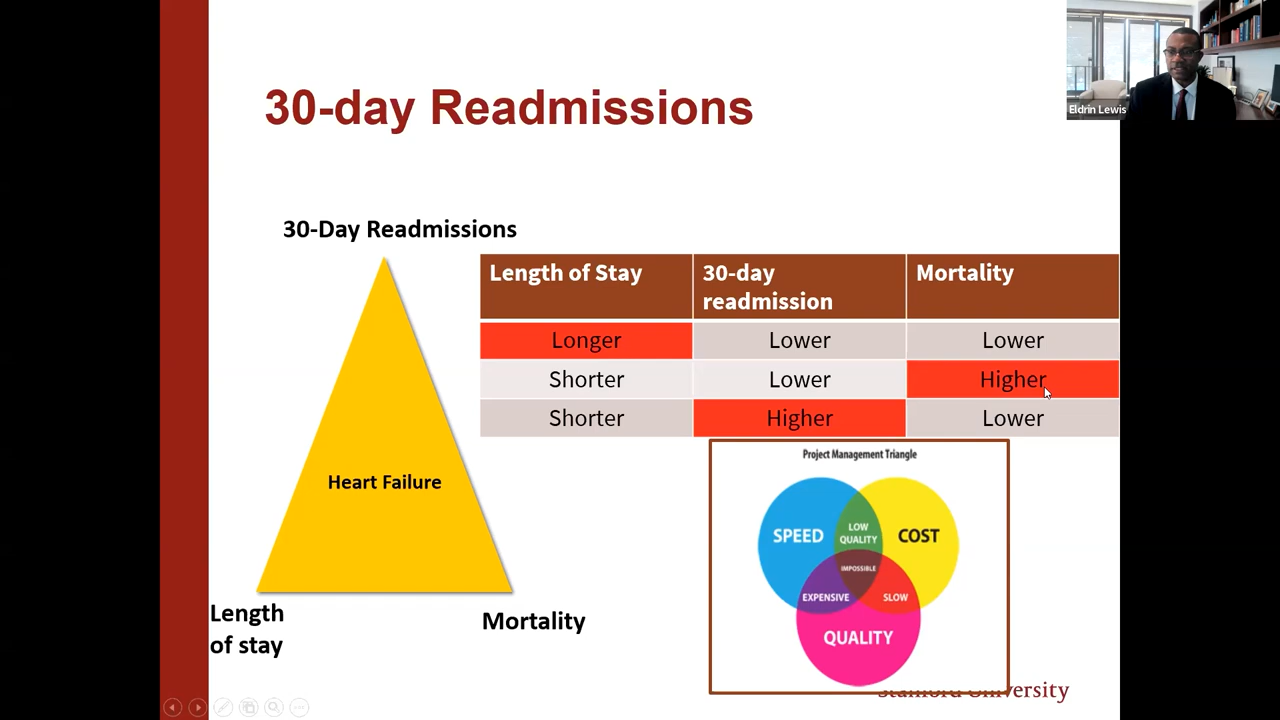 30-day Readmissions
Eldrin Lewis
30-Day Readmissions
Length of Stay
30-day
readmission
Mortality
Longer
Lower
Lower
Shorter
Lower
Higher
Shorter
Higher
Lower
Heart Failure
Length
of stay
Mortality
Project Management Triangle
SPEED
LOW
QUALITY
COST
IMPOSSIBLE
EXPENSIVE
SLOW
QUALITY
Stanford University